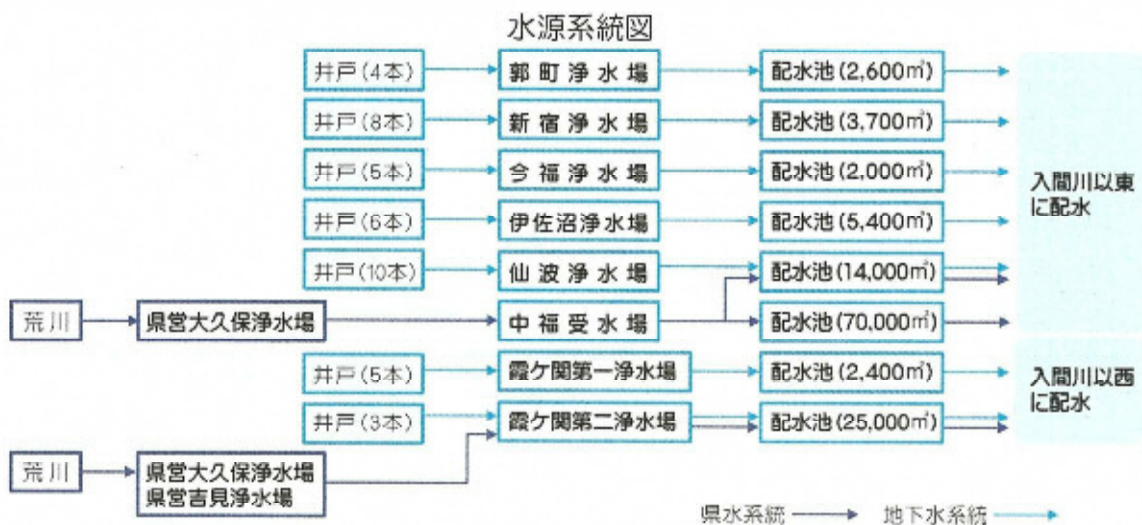 水源系統図
井戸(4本) 郭町浄水場 配水池(2,600㎥)
井戸(8本) 新宿浄水場 配水池(3,700㎥)
井戸(5本) 今福浄水場 配水池(2,000㎥)
入間川以東
に配水
井戸(6本) 伊佐沼浄水場 配水池(5,400㎥)
井戸(10本) 仙波浄水場 配水池(14,000㎥)
荒川 県営大久保浄水場 中福受水場 配水池(70,000㎥)
井戸(5本) 霞ケ関第一浄水場 配水池(2,400㎥)
入間川以西
に配水
井戸(3本) 霞ケ関第二浄水場 配水池(25,000㎥)
荒川 県営大久保浄水場
県営吉見浄水場
県水系統 地下水系統